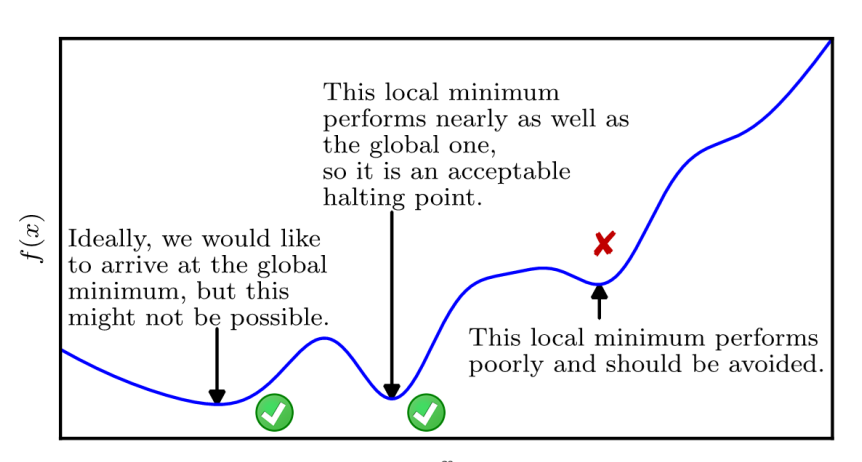 This local minimum
performs nearly as well as
the global one,
so it is an acceptable
halting point.
f(x)
Ideally, we would like
to arrive at the global
minimum, but this
might not be possible.
This local minimum performs
poorly and should be avoided.